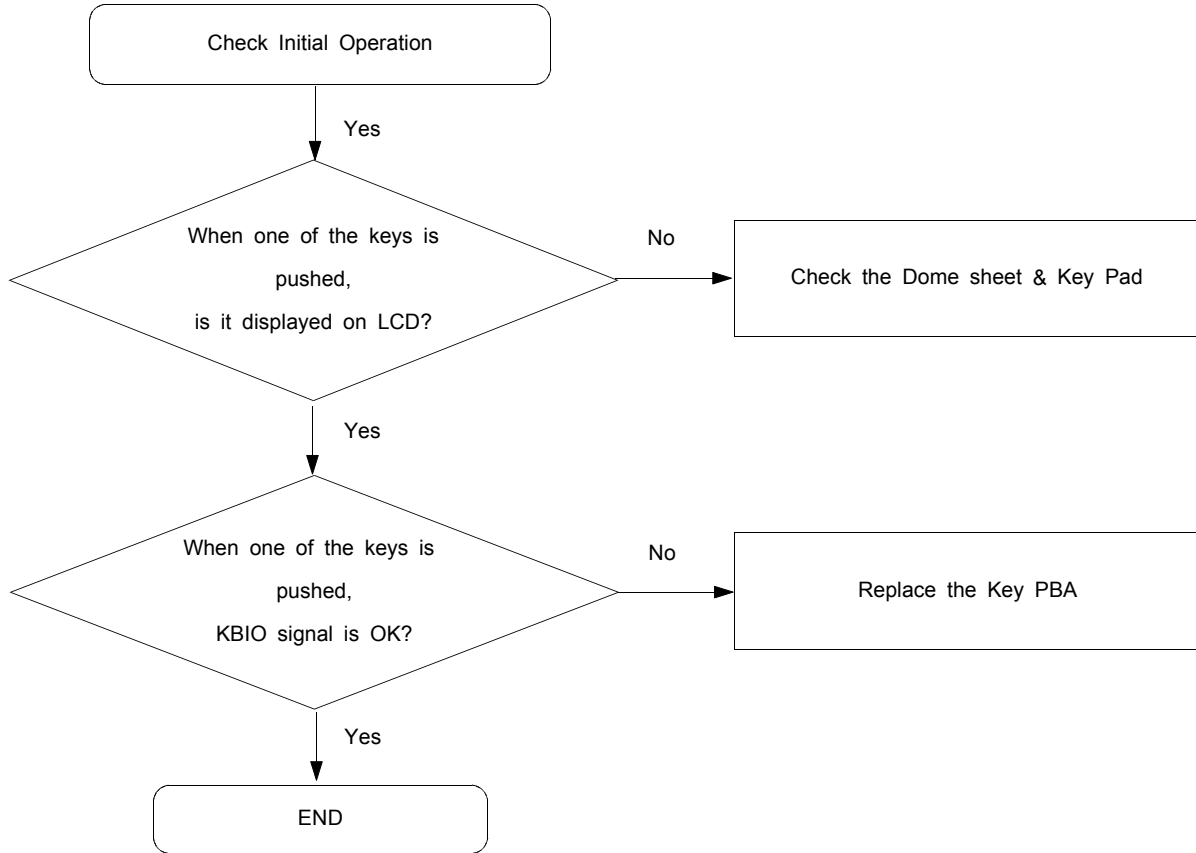 Check Initial Operation
Yes
When one of the keys is
pushed,
is it displayed on LCD?
No
Check the Dome sheet & Key Pad
Yes
When one of the keys is
pushed,
KBIO signal is OK?
No
Replace the Key PBA
Yes
END